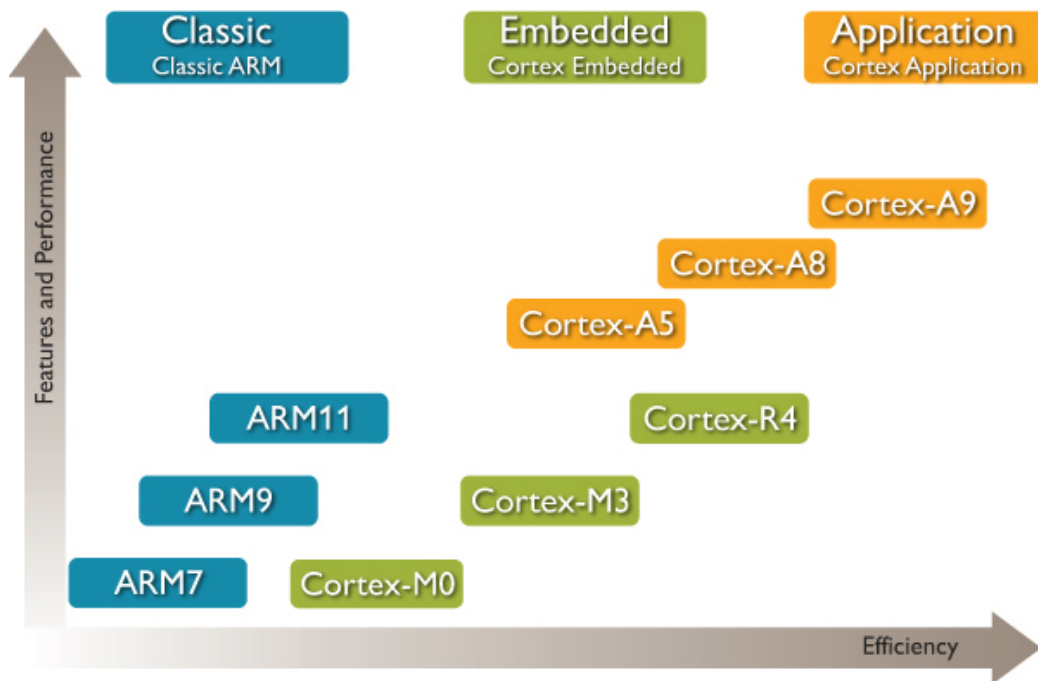 Classic
Classic ARM
Embedded
Cortex Embedded
Application
Cortex Application
Features and Performance
Cortex-A9
Cortex-A8
Cortex-A5
ARM11
Cortex-R4
ARM9
Cortex-M3
ARM7
Cortex-M0
Efficiency